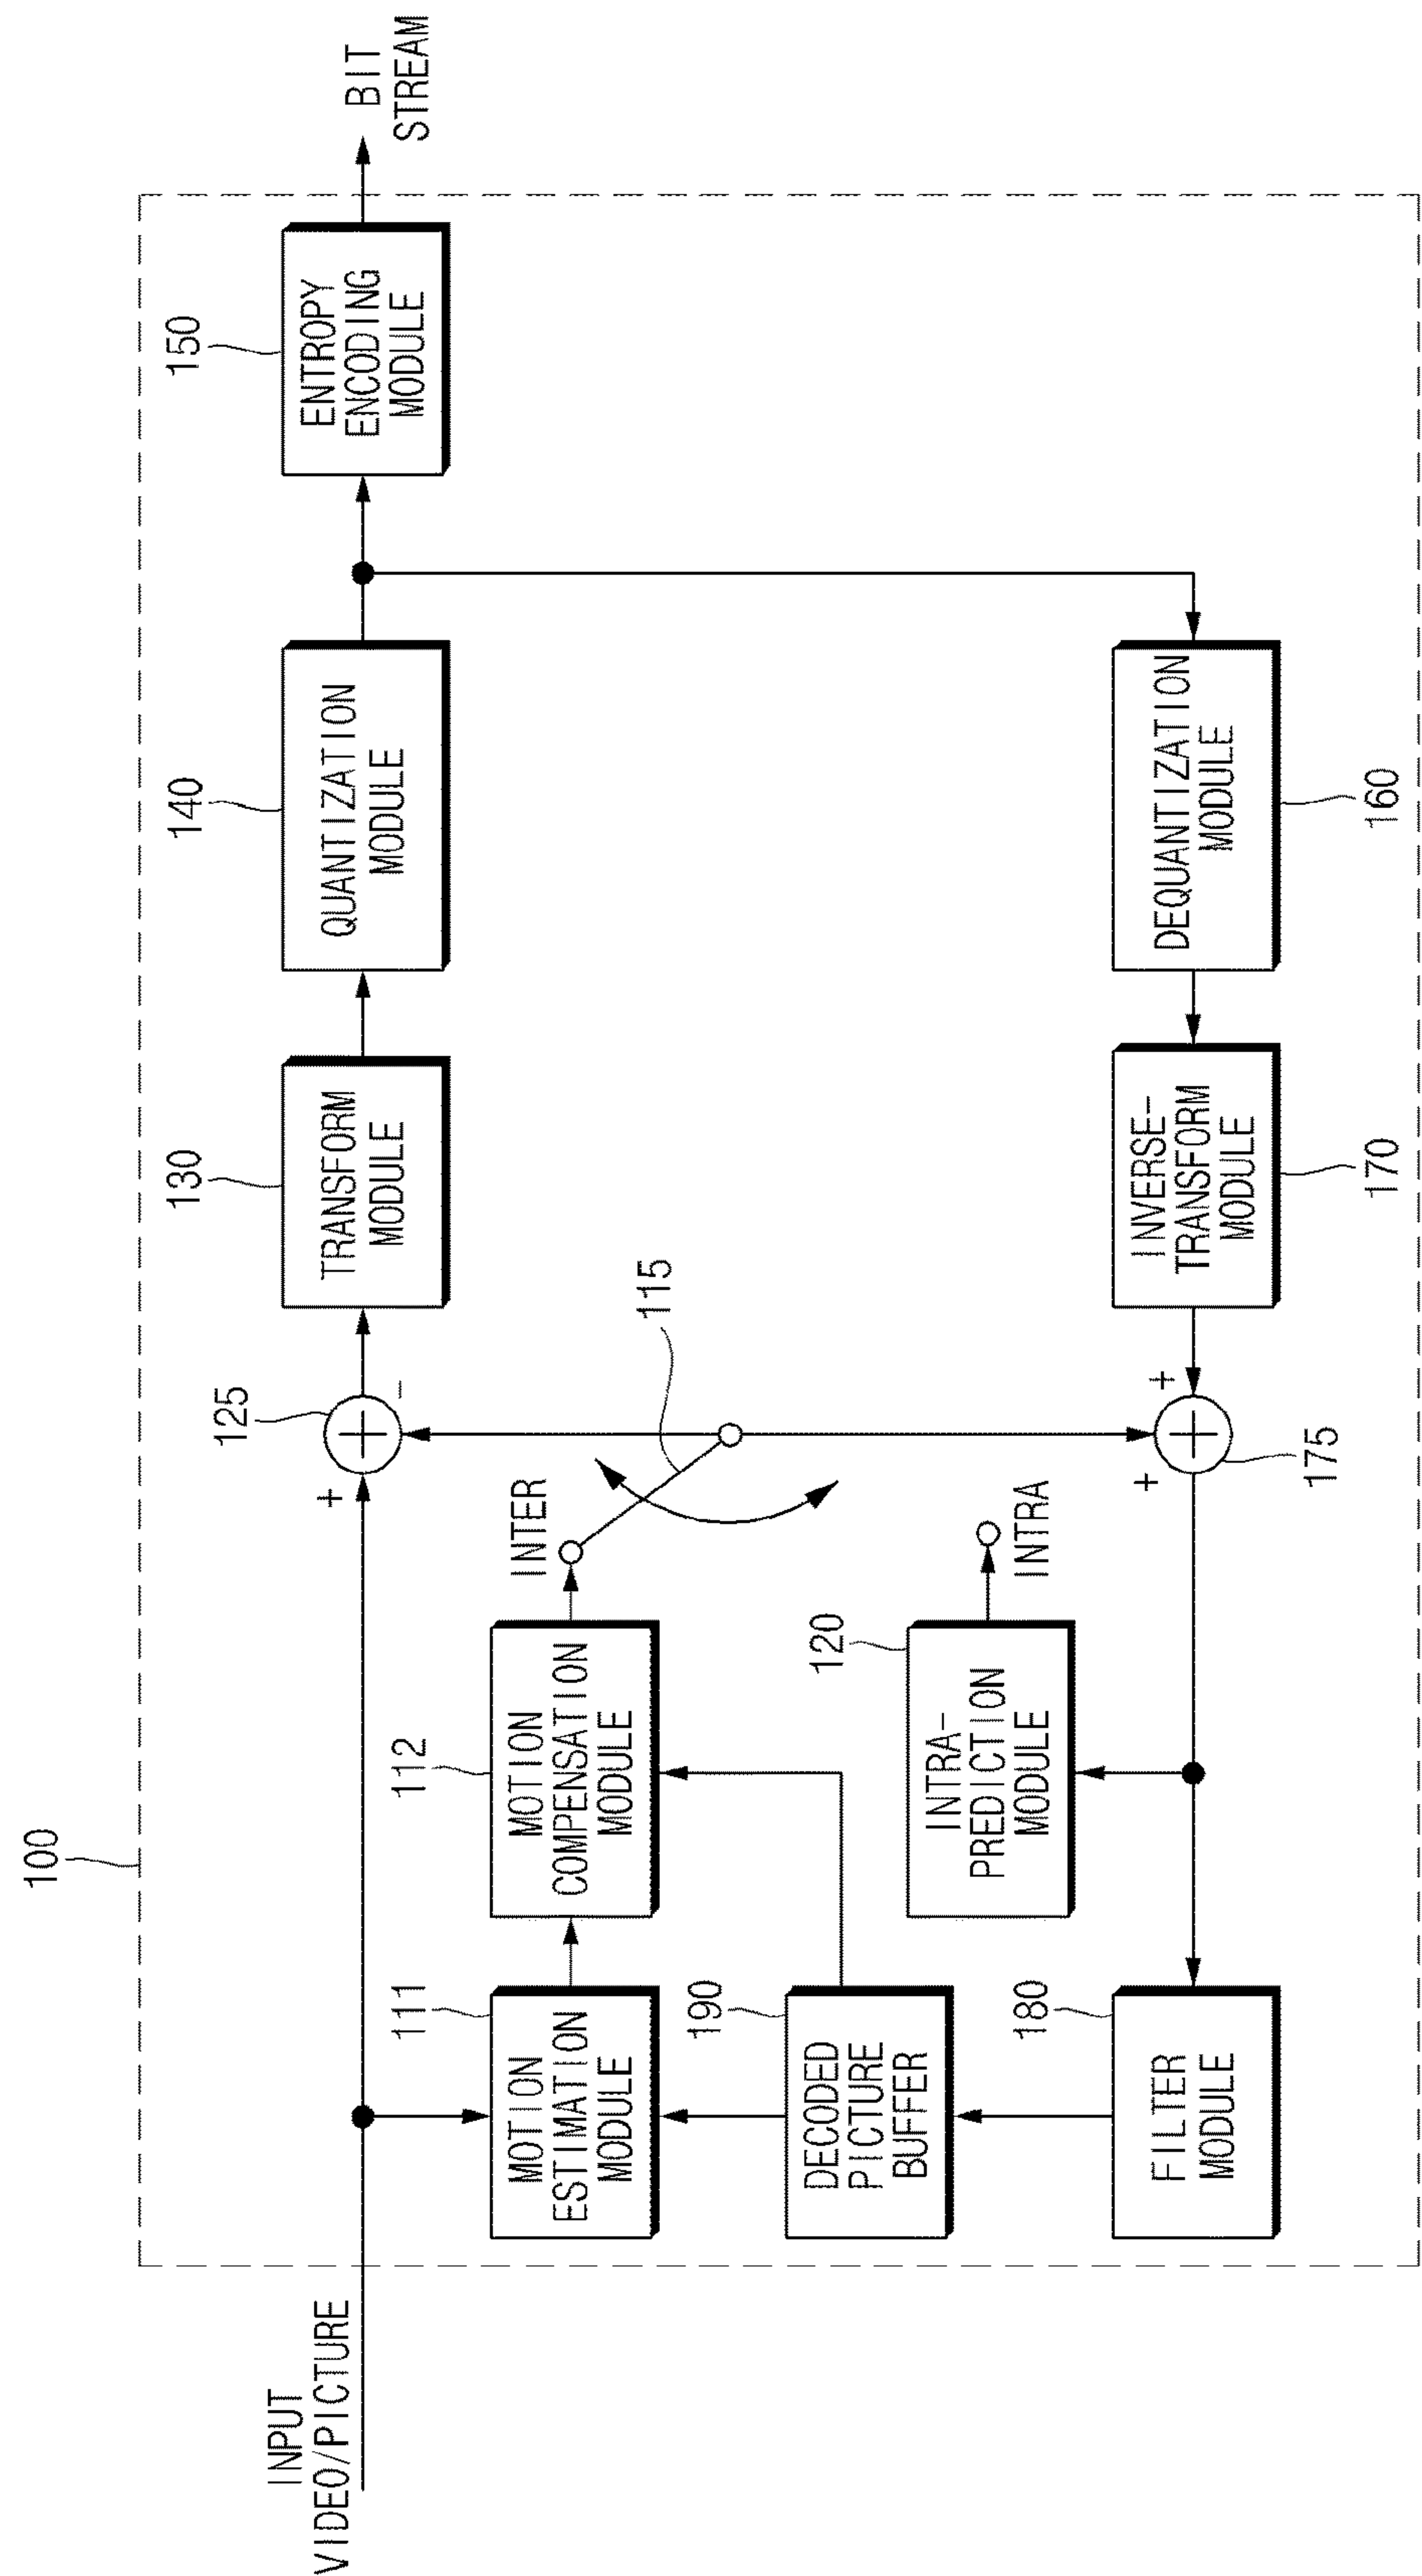 100
INPUT
VIDEO/PICTURE
+
125
-
130
TRANSFORM
MODULE
140
QUANTIZATION
MODULE
150
ENTROPY
ENCODING
MODULE
BIT
STREAM
111
MOTION
ESTIMATION
MODULE
112
MOTION
COMPENSATION
MODULE
INTER
115
190
DECODED
PICTURE
BUFFER
120
INTRA-
PREDICTION
MODULE
INTRA
180
FILTER
MODULE
+
+
175
INVERSE-
TRANSFORM
MODULE
170
DEQUANTIZATION
MODULE
160